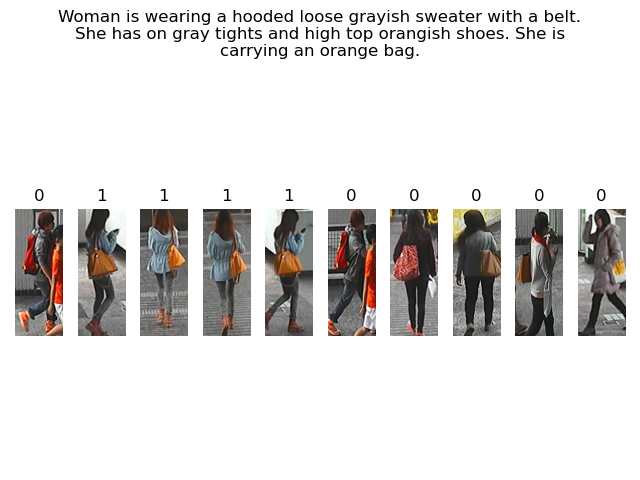 Woman is wearing a hooded loose grayish sweater with a belt.
She has on gray tights and high top orangish shoes. She is
carrying an orange bag.
0 1 1 1 1 0 0 0 0 0